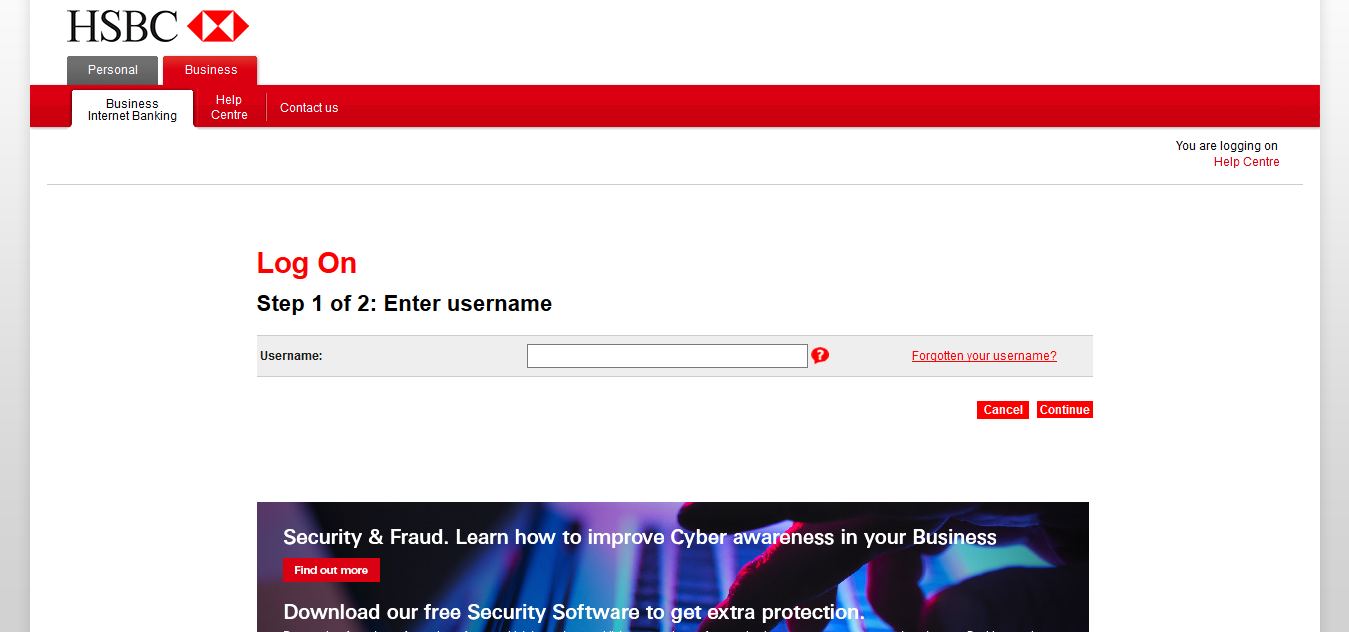 HSBC
Personal
Business
Business
Internet Banking
Help
Centre
Contact us
You are logging on
Help Centre
Log On
Step 1 of 2: Enter username
Username:
?
Forgotten your username?
Cancel
Continue
Security & Fraud. Learn how to improve Cyber awareness in your Business
Find out more
Download our free Security Software to get extra protection.